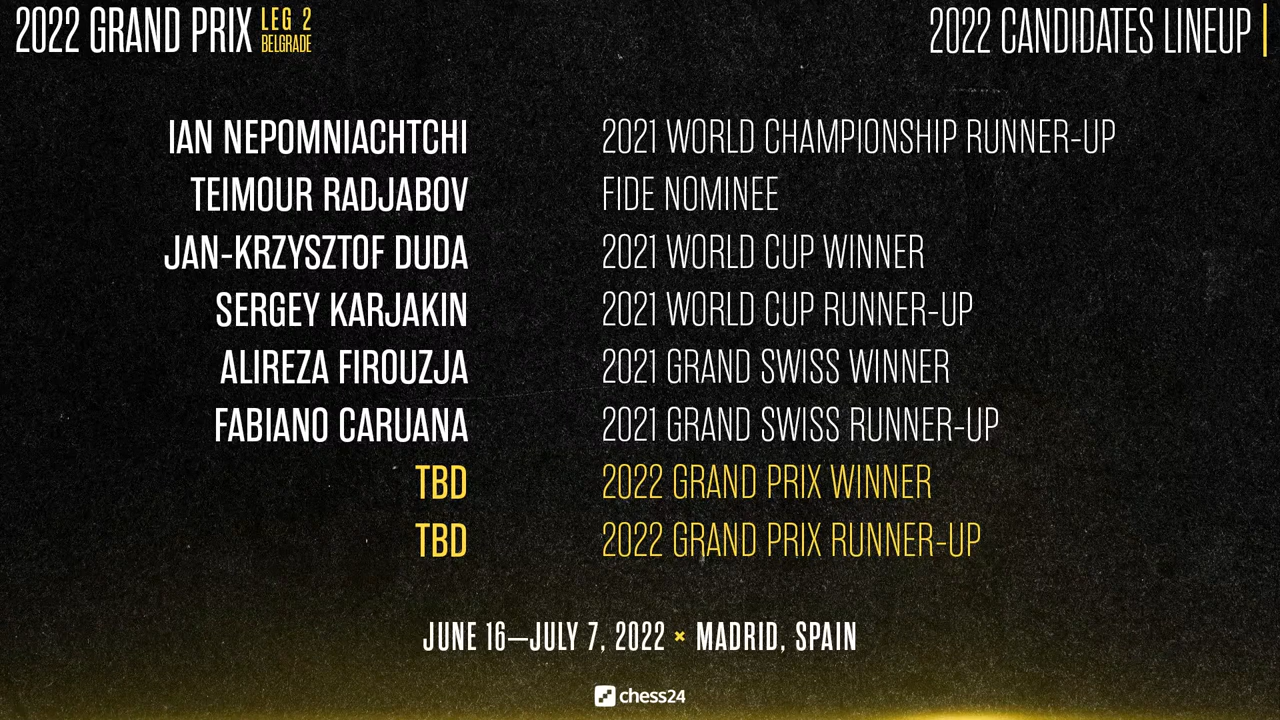 2022 GRAND PRIX LEG 2 BELGRADE
2022 CANDIDATES LINEUP
IAN NEPOMNIACHTCHI 2021 WORLD CHAMPIONSHIP RUNNER-UP
TEIMOUR RADJABOV FIDE NOMINEE
JAN-KRZYSZTOF DUDA 2021 WORLD CUP WINNER
SERGEY KARJAKIN 2021 WORLD CUP RUNNER-UP
ALIREZA FIROUZJA 2021 GRAND SWISS WINNER
FABIANO CARUANA 2021 GRAND SWISS RUNNER-UP
TBD 2022 GRAND PRIX WINNER
TBD 2022 GRAND PRIX RUNNER-UP
JUNE 16—JULY 7, 2022 × MADRID, SPAIN
chess24